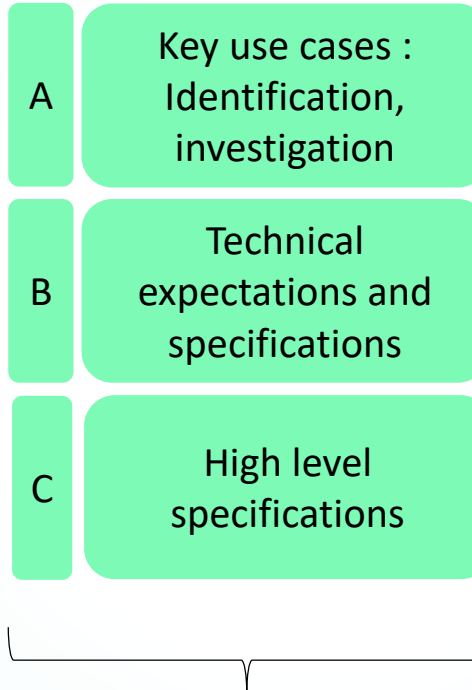 A
Key use cases :
Identification,
investigation
B
Technical
expectations and
specifications
C
High level
specifications